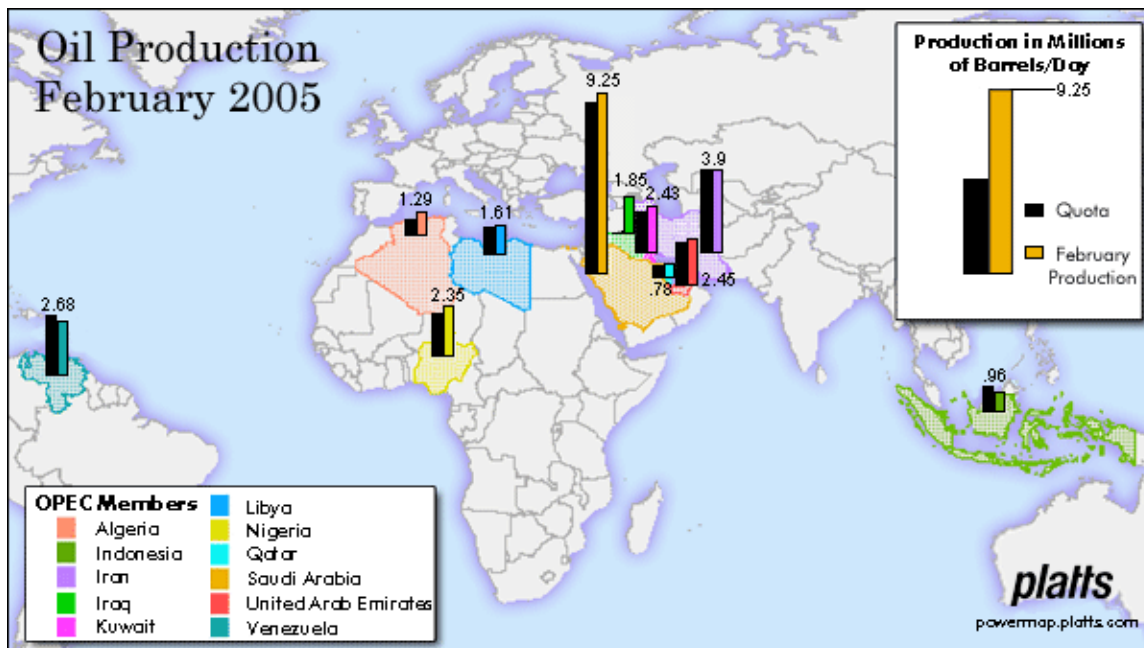 Oil Production
February 2005
Production in Millions
of Barrels/Day
9.25
Quota
February
Production
9.25
1.85
2.43
3.9
1.29
1.61
.78
2.45
2.35
2.68
.96
OPEC Members
Algeria
Indonesia
Iran
Iraq
Kuwait
Libya
Nigeria
Qatar
Saudi Arabia
United Arab Emirates
Venezuela
platts
powermap.platts.com